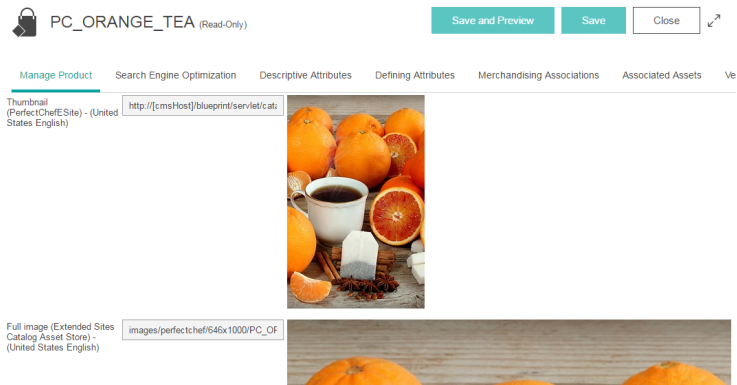 PC_ORANGE_TEA (Read-Only)
Save and Preview
Save
Close
Manage Product
Search Engine Optimization
Descriptive Attributes
Defining Attributes
Merchandising Associations
Associated Assets
Ve
Thumbnail
(PerfectChefESite) - (United
States English)
http://[cmsHost]/blueprint/servlet/cata
Full image (Extended Sites
Catalog Asset Store) -
(United States English)
images/perfectchef/646x1000/PC_OF